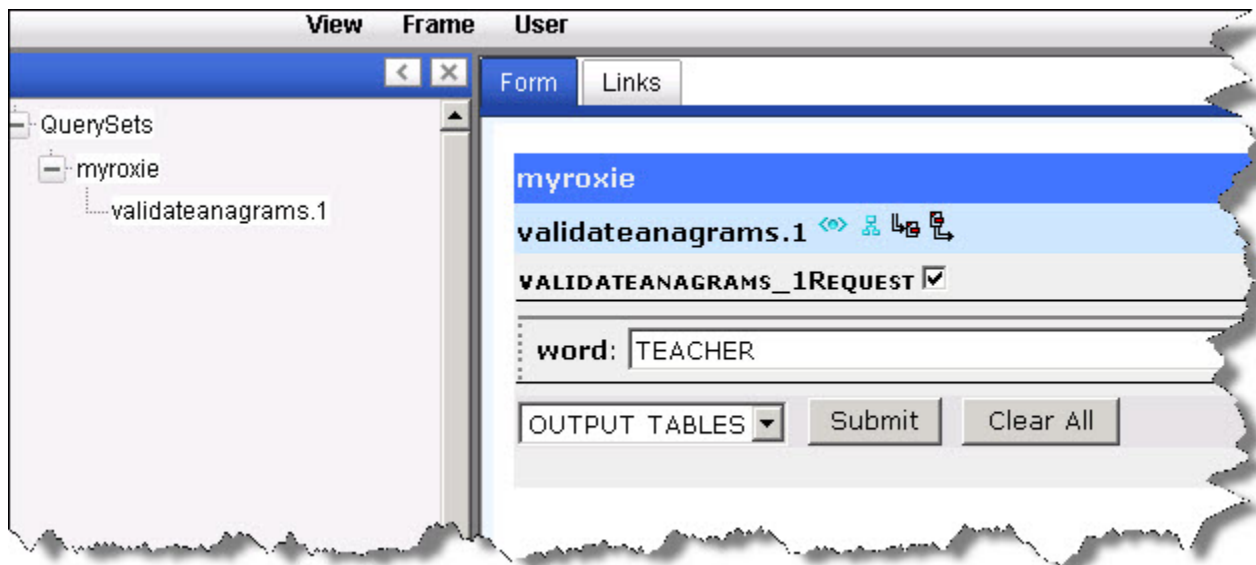 View Frame User
Form Links
QuerySets
myroxie
validateanagrams.1
myroxie
validateanagrams.1
VALIDATEANAGRAMS_1REQUEST
word: TEACHER
OUTPUT TABLES Submit Clear All